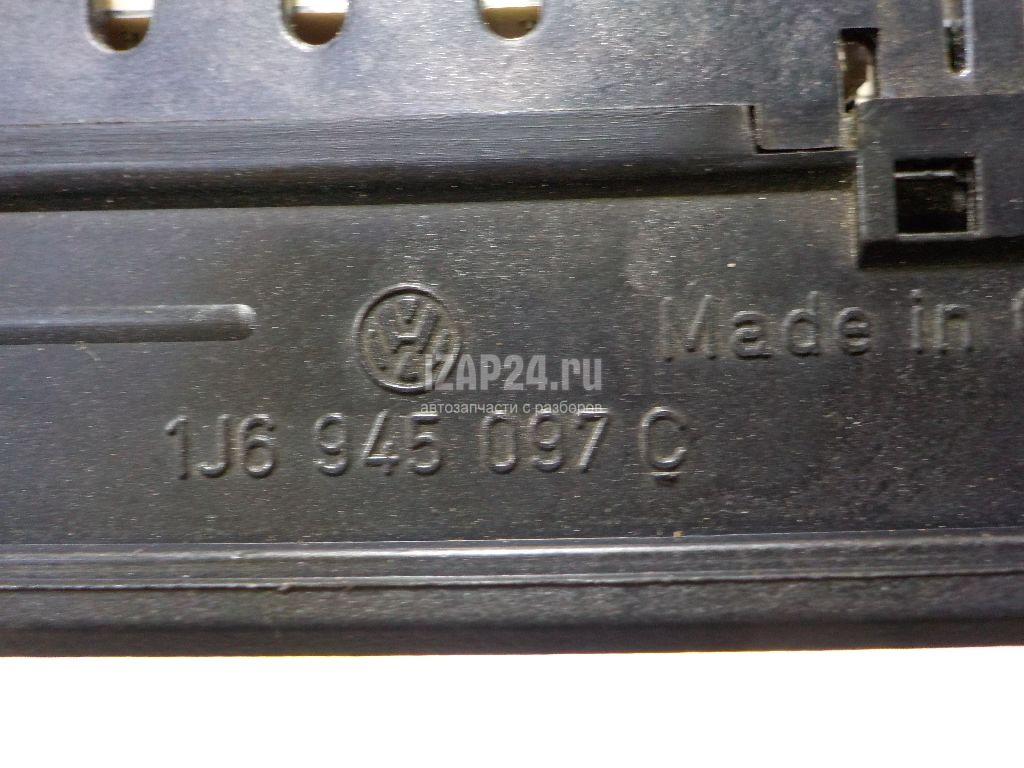 Made in
iZAP24.ru
автозапчасти с разборов
1J6 945 097 C